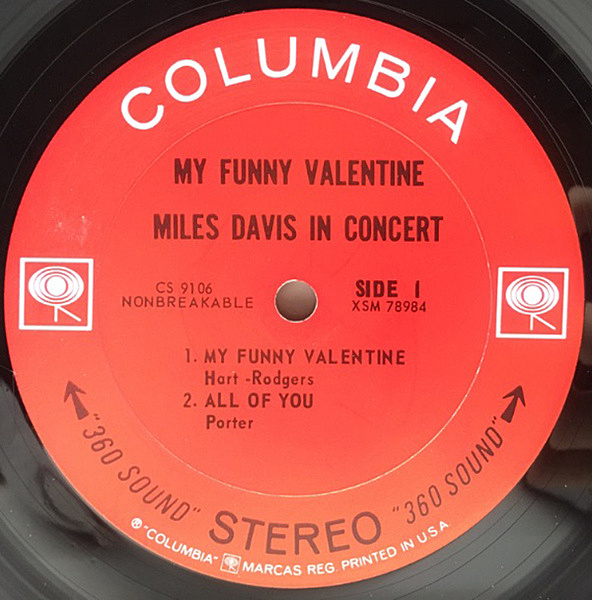 COLUMBIA
MY FUNNY VALENTINE
MILES DAVIS IN CONCERT
CS 9106
NONBREAKABLE
SIDE 1
XSM 78984
1. MY FUNNY VALENTINE
Hart -Rodgers
2. ALL OF YOU
Porter
"360 SOUND" STEREO "360 SOUND"
® "COLUMBIA" MARCAS REG. PRINTED IN U.S.A.